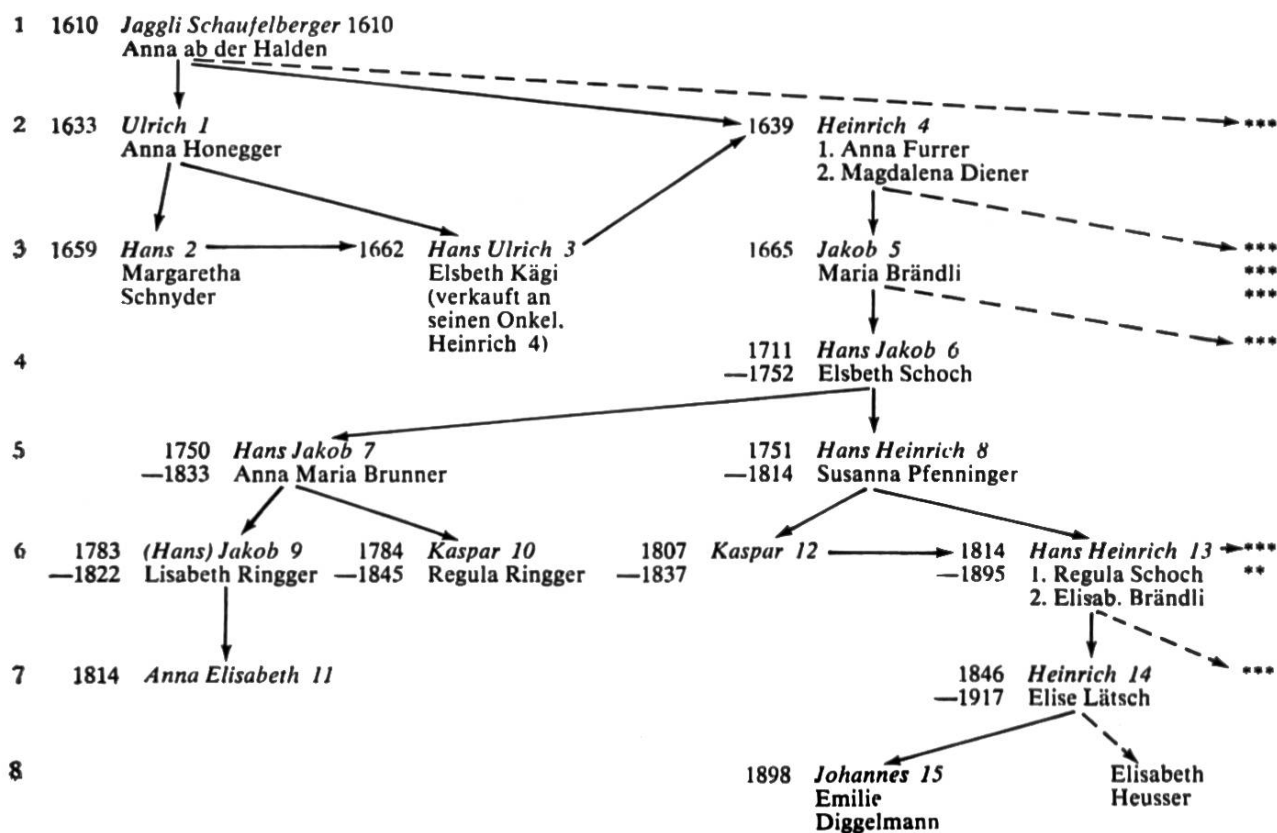 1 1610 Jaggli Schaufelberger 1610
Anna ab der Halden
2 1633 Ulrich 1 1639 Heinrich 4 ***
Anna Honegger 1. Anna Furrer
2. Magdalena Diener
3 1659 Hans 2 1662 Hans Ulrich 3 1665 Jakob 5 ***
Margaretha Elsbeth Kägi Maria Brändli ***
Schnyder (verkauft an ***
seinen Onkel.
Heinrich 4) 1711 Hans Jakob 6 ***
4 —1752 Elsbeth Schoch
5 1750 Hans Jakob 7 1751 Hans Heinrich 8
—1833 Anna Maria Brunner —1814 Susanna Pfenninger
6 1783 (Hans) Jakob 9 1784 Kaspar 10 1807 Kaspar 12 1814 Hans Heinrich 13 ***
—1822 Lisabeth Ringger —1845 Regula Ringger —1837 —1895 1. Regula Schoch **
2. Elisab. Brändli
7 1814 Anna Elisabeth 11 1846 Heinrich 14 ***
—1917 Elise Lätsch
8 1898 Johannes 15 Elisabeth
Emilie Heusser
Diggelmann